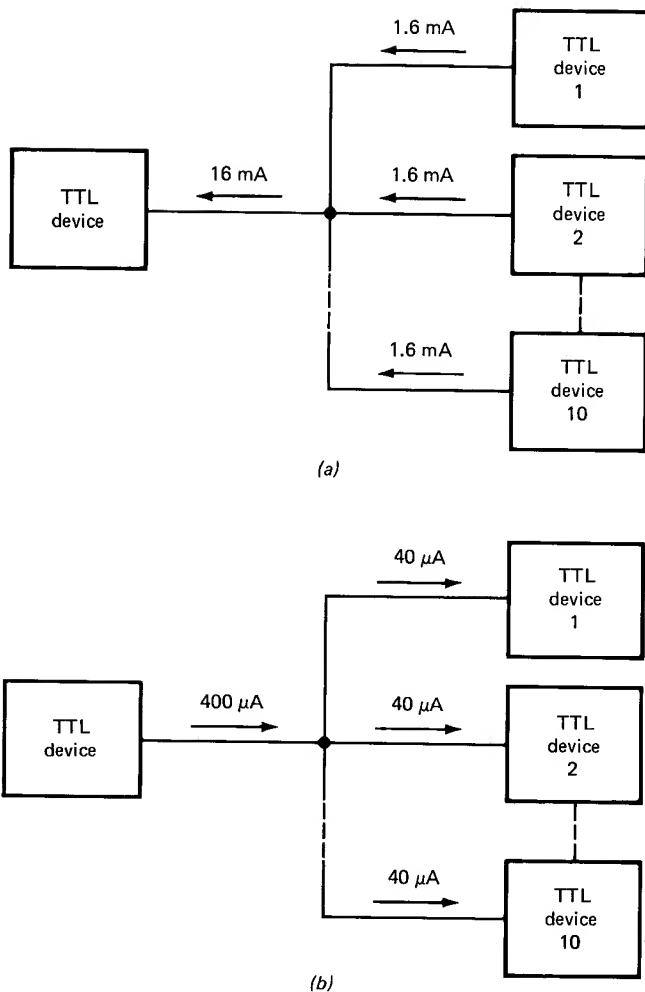 1.6 mA
TTL
device
1
16 mA
TTL
device
1.6 mA
TTL
device
2
1.6 mA
TTL
device
10
(a)
40 μA
TTL
device
1
400 μA
TTL
device
40 μA
TTL
device
2
40 μA
TTL
device
10
(b)